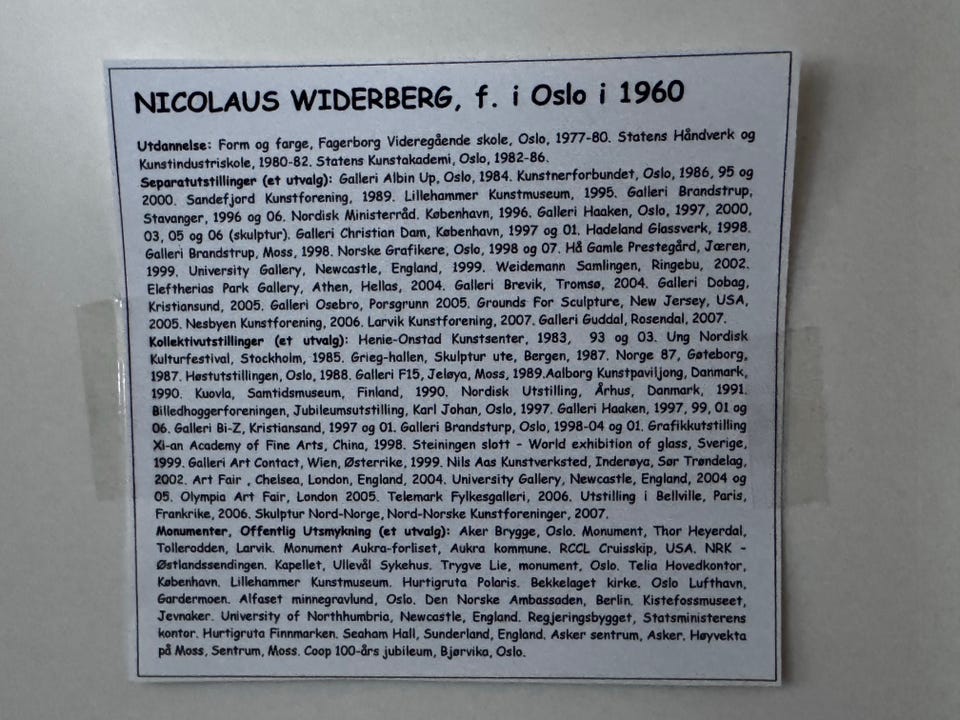 NICOLAUS WIDERBERG, f. i Oslo i 1960
Utdannelse: Form og farge, Fagerborg Videregående skole, Oslo, 1977-80. Statens Håndverk og
Kunstindustriskole, 1980-82. Statens Kunstakademi, Oslo, 1982-86.
Separatutstillinger (et utvalg): Galleri Albin Up, Oslo, 1984. Kunstnerforbundet, Oslo, 1986, 95 og
2000. Sandefjord Kunstforening, 1989. Lillehammer Kunstmuseum, 1995. Galleri Brandstrup,
Stavanger, 1996 og 06. Nordisk Ministerråd. København, 1996. Galleri Haaken, Oslo, 1997, 2000,
03, 05 og 06 (skulptur). Galleri Christian Dam, København, 1997 og 01. Hadeland Glassverk, 1998.
Galleri Brandstrup, Moss, 1998. Norske Grafikere, Oslo, 1998 og 07. Hå Gamle Prestegård, Jæren,
1999. University Gallery, Newcastle, England, 1999. Weidemann Samlingen, Ringebu, 2002.
Eleftherias Park Gallery, Athen, Hellas, 2004. Galleri Brevik, Tromsø, 2004. Galleri Dobag,
Kristiansund, 2005. Galleri Osebro, Porsgrunn 2005. Grounds For Sculpture, New Jersey, USA,
2005. Nesbyen Kunstforening, 2006. Larvik Kunstforening, 2007. Galleri Guddal, Rosendal, 2007.
Kollektivutstillinger (et utvalg): Henie-Onstad Kunstsenter, 1983, 93 og 03. Ung Nordisk
Kulturfestival, Stockholm, 1985. Grieg-hallen, Skulptur ute, Bergen, 1987. Norge 87, Gøteborg,
1987. Høstutstillingen, Oslo, 1988. Galleri F15, Jeløya, Moss, 1989.Aalborg Kunstpaviljong, Danmark,
1990. Kuovla, Samtidsmuseum, Finland, 1990. Nordisk Utstilling, Århus, Danmark, 1991.
Billedhoggerforeningen, Jubileumsutstilling, Karl Johan, Oslo, 1997. Galleri Haaken, 1997, 99, 01 og
06. Galleri Bi-Z, Kristiansand, 1997 og 01. Galleri Brandsturp, Oslo, 1998-04 og 01. Grafikkutstilling
Xi-an Academy of Fine Arts, China, 1998. Steiningen slott - World exhibition of glass, Sverige,
1999. Galleri Art Contact, Wien, Østerrike, 1999. Nils Aas Kunstverksted, Inderøya, Sør Trøndelag,
2002. Art Fair , Chelsea, London, England, 2004. University Gallery, Newcastle, England, 2004 og
05. Olympia Art Fair, London 2005. Telemark Fylkesgalleri, 2006. Utstilling i Bellville, Paris,
Frankrike, 2006. Skulptur Nord-Norge, Nord-Norske Kunstforeninger, 2007.
Monumenter, Offentlig Utsmykning (et utvalg): Aker Brygge, Oslo. Monument, Thor Heyerdal,
Tollerodden, Larvik. Monument Aukra-forliset, Aukra kommune. RCCL Cruisskip, USA. NRK -
Østlandssendingen. Kapellet, Ullevål Sykehus. Trygve Lie, monument, Oslo. Telia Hovedkontor,
København. Lillehammer Kunstmuseum. Hurtigruta Polaris. Bekkelaget kirke. Oslo Lufthavn,
Gardermoen. Alfaset minnegravlund, Oslo. Den Norske Ambassaden, Berlin. Kistefossmuseet,
Jevnaker. University of Northhumbria, Newcastle, England. Regjeringsbygget, Statsministerens
kontor. Hurtigruta Finnmarken. Seaham Hall, Sunderland, England. Asker sentrum, Asker. Høyvekta
på Moss, Sentrum, Moss. Coop 100-års jubileum, Bjørvika, Oslo.